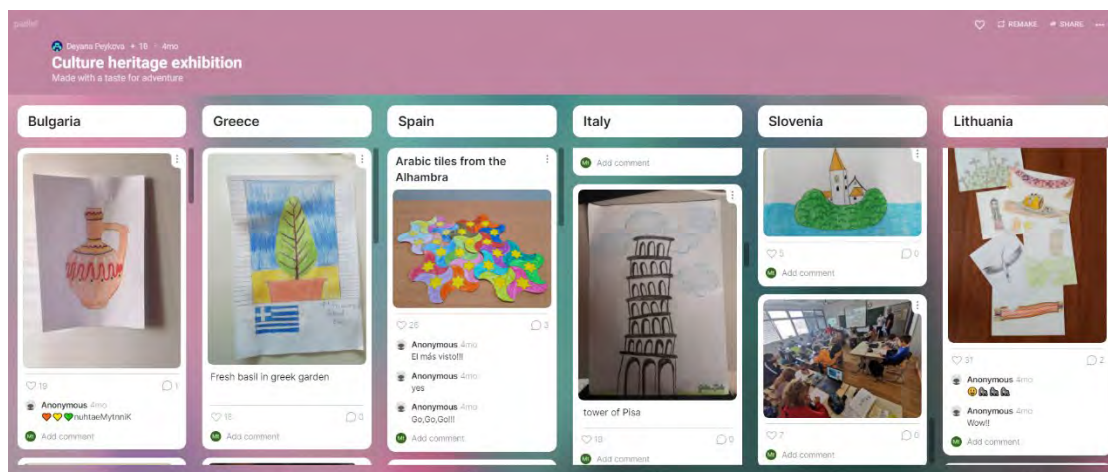 padlet
REMAKE
SHARE
Deyana Peykova + 16 4mo
Culture heritage exhibition
Made with a taste for adventure
Bulgaria
19
1
Anonymous 4mo
nuhtaeMytnniK
Add comment
Greece
Fresh basil in greek garden
15
0
Add comment
Spain
Arabic tiles from the
Alhambra
26
3
Anonymous 4mo
El más visto!!!
Anonymous 4mo
yes
Anonymous 4mo
Go,Go,Go!!!
Add comment
Italy
Add comment
tower of Pisa
18
0
Add comment
Slovenia
5
0
Add comment
7
0
Add comment
Lithuania
31
2
Anonymous 4mo
Anonymous 4mo
Wow!!
Add comment